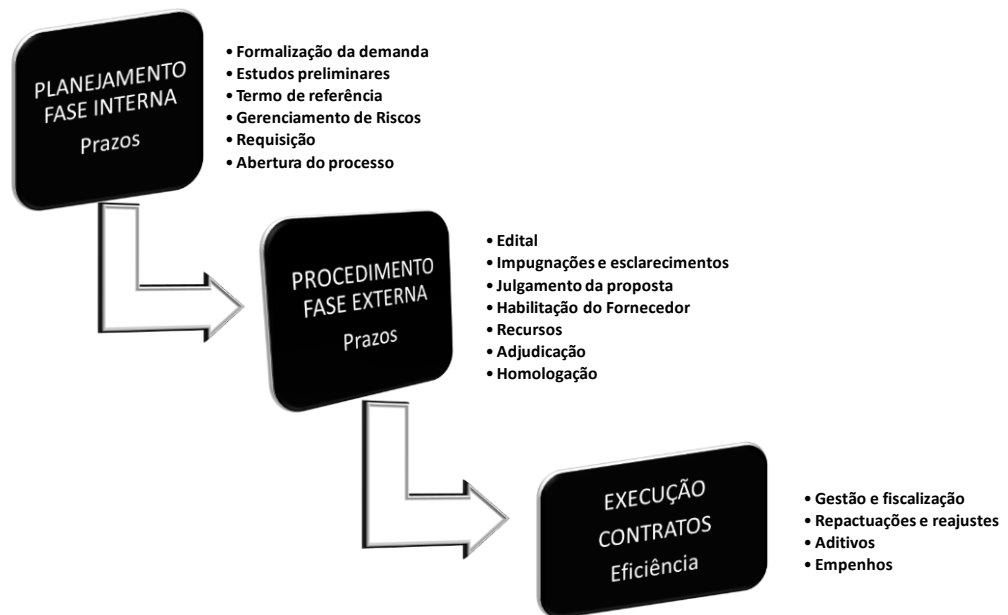 PLANEJAMENTO
FASE INTERNA
Prazos
• Formalização da demanda
• Estudos preliminares
• Termo de referência
• Gerenciamento de Riscos
• Requisição
• Abertura do processo
PROCEDIMENTO
FASE EXTERNA
Prazos
• Edital
• Impugnações e esclarecimentos
• Julgamento da proposta
• Habilitação do Fornecedor
• Recursos
• Adjudicação
• Homologação
EXECUÇÃO
CONTRATOS
Eficiência
• Gestão e fiscalização
• Repactuações e reajustes
• Aditivos
• Empenhos